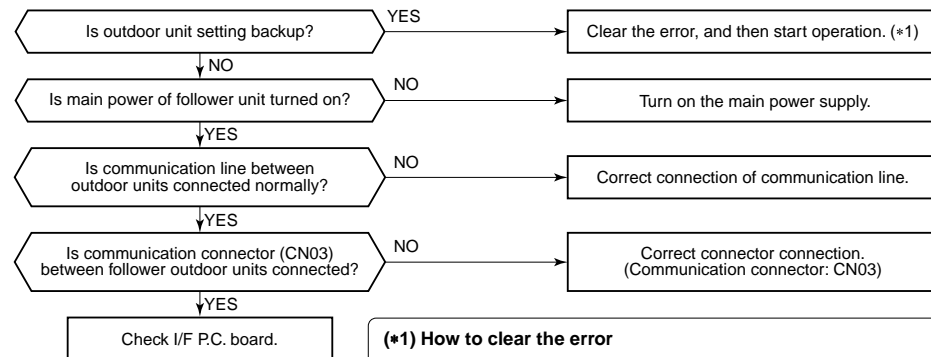 Is outdoor unit setting backup?
YES
Clear the error, and then start operation. (∗1)
NO
Is main power of follower unit turned on?
NO
Turn on the main power supply.
YES
Is communication line between
outdoor units connected normally?
NO
Correct connection of communication line.
YES
Is communication connector (CN03)
between follower outdoor units connected?
NO
Correct connector connection.
(Communication connector: CN03)
YES
Check I/F P.C. board.
(∗1) How to clear the error